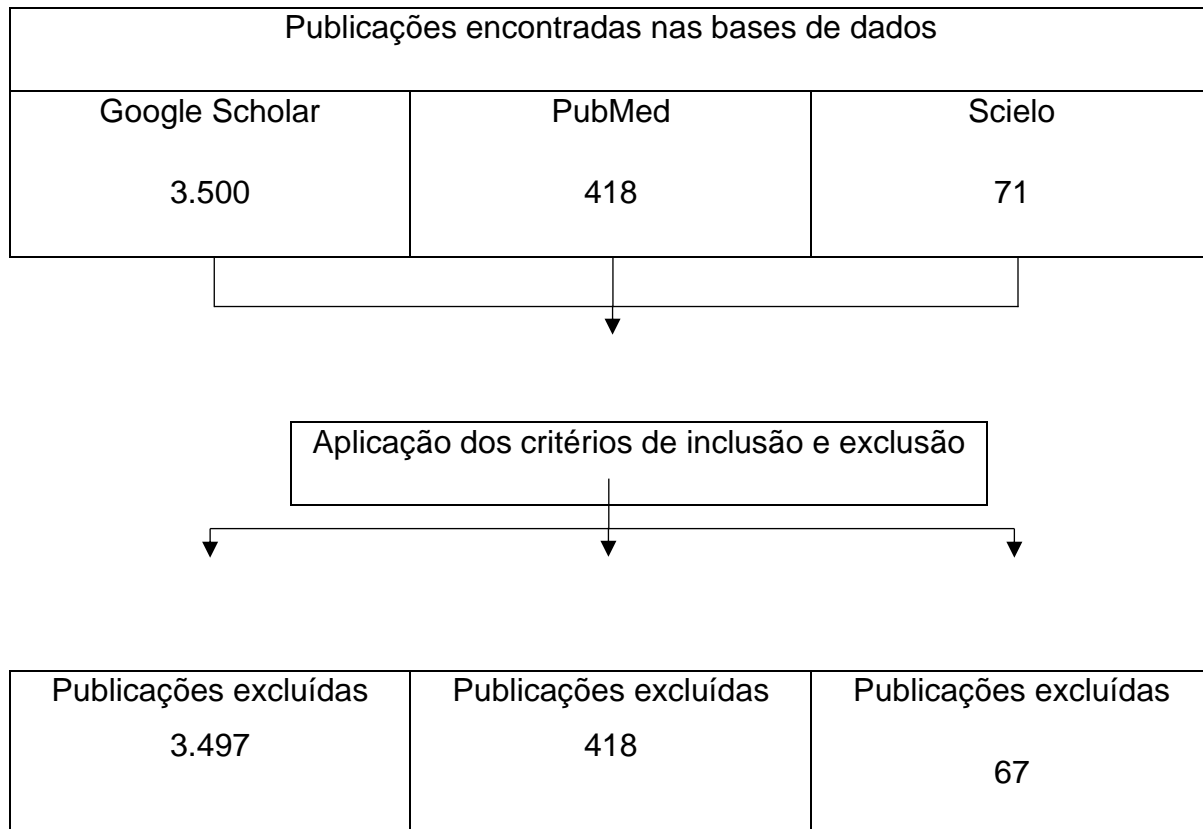 Publicações encontradas nas bases de dados
Google Scholar
3.500
PubMed
418
Scielo
71
Aplicação dos critérios de inclusão e exclusão
Publicações excluídas
3.497
Publicações excluídas
418
Publicações excluídas
67